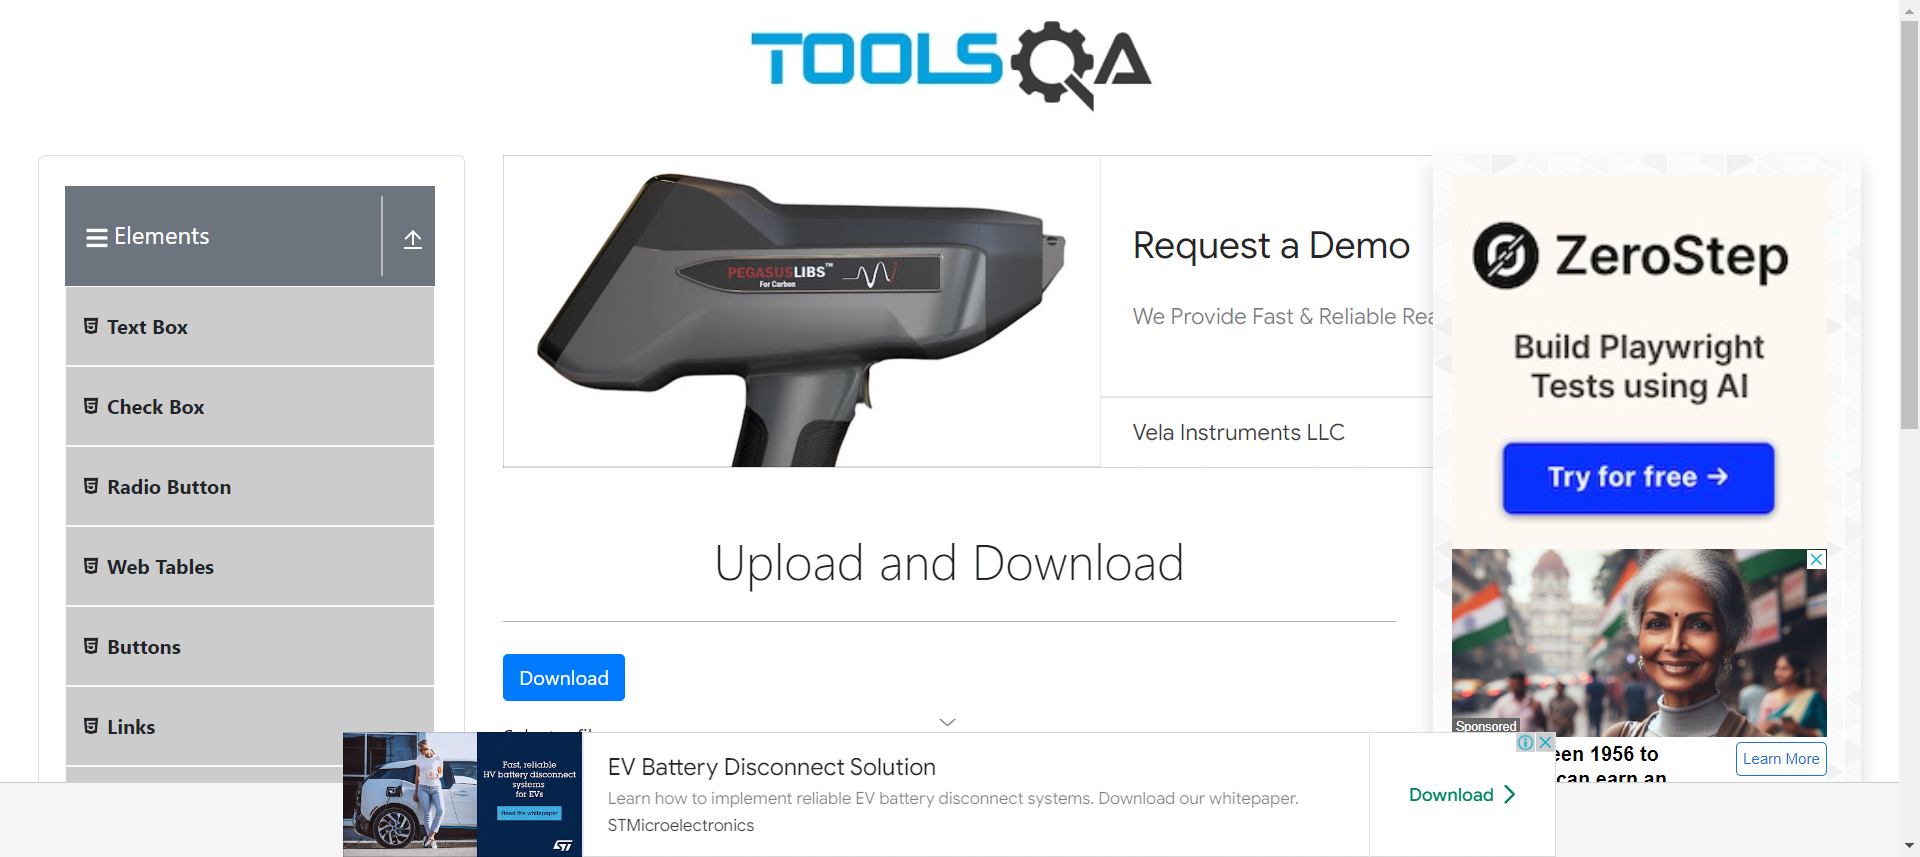 TOOLSQA
Elements
Text Box
Check Box
Radio Button
Web Tables
Buttons
Links
PEGASUSLIBS™
For Carbon
Request a Demo
We Provide Fast & Reliable Rea
Vela Instruments LLC
Upload and Download
Download
ZeroStep
Build Playwright
Tests using AI
Try for free →
Sponsored
een 1956 to
can earn an
Learn More
Fast, reliable
HV battery disconnect
systems
for EVs
Read the whitepaper
ST
EV Battery Disconnect Solution
Learn how to implement reliable EV battery disconnect systems. Download our whitepaper.
STMicroelectronics
Download